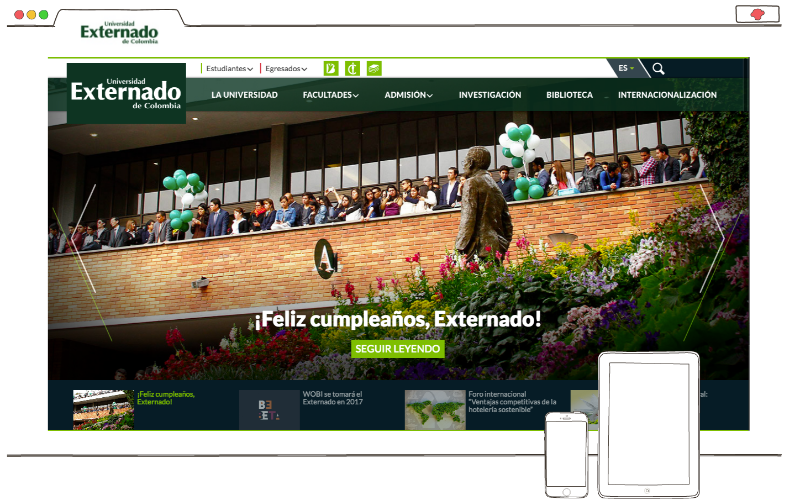 Universidad
Externado
de Colombia
Estudiantes
Egresados
ES
Universidad
Externado
de Colombia
LA UNIVERSIDAD
FACULTADES
ADMISIÓN
INVESTIGACIÓN
BIBLIOTECA
INTERNACIONALIZACIÓN
A
¡Feliz cumpleaños, Externado!
SEGUIR LEYENDO
¡Feliz cumpleaños,
Externado!
WOBI se tomará el
Externado en 2017
Foro internacional
"Ventajas competitivas de la
hotelería sostenible"